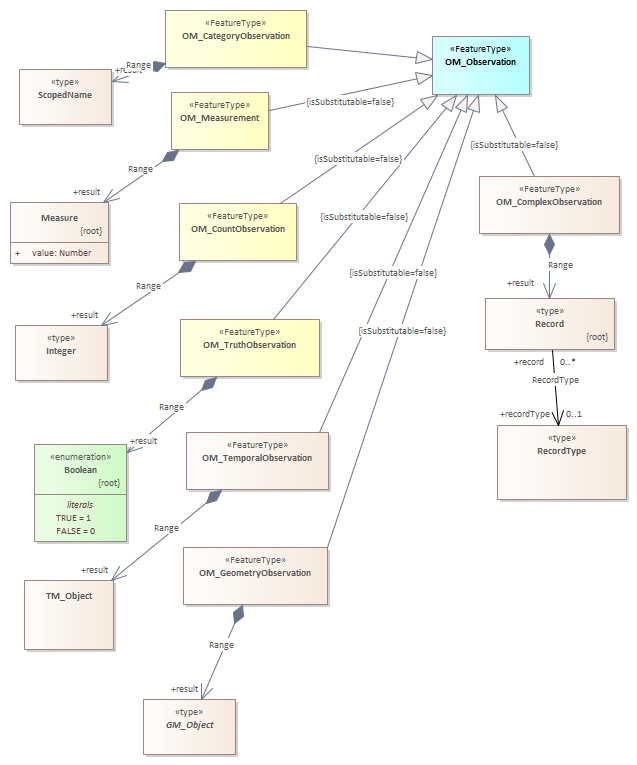 «FeatureType»
OM_CategoryObservation
«FeatureType»
OM_Observation
Range
+result
«type»
ScopedName
«FeatureType»
OM_Measurement
{isSubstitutable=false}
{isSubstitutable=false}
Range
+result
Measure
{root}
+ value: Number
«FeatureType»
OM_CountObservation
{isSubstitutable=false}
{isSubstitutable=false}
«FeatureType»
OM_ComplexObservation
Range
+result
«type»
Record
{root}
Range
+result
«type»
Integer
«FeatureType»
OM_TruthObservation
{isSubstitutable=false}
{isSubstitutable=false}
+record 0..*
RecordType
+recordType 0..1
«type»
RecordType
Range
+result
«enumeration»
Boolean
{root}
literals
TRUE = 1
FALSE = 0
«FeatureType»
OM_TemporalObservation
Range
+result
TM_Object
«FeatureType»
OM_GeometryObservation
Range
+result
«type»
GM_Object